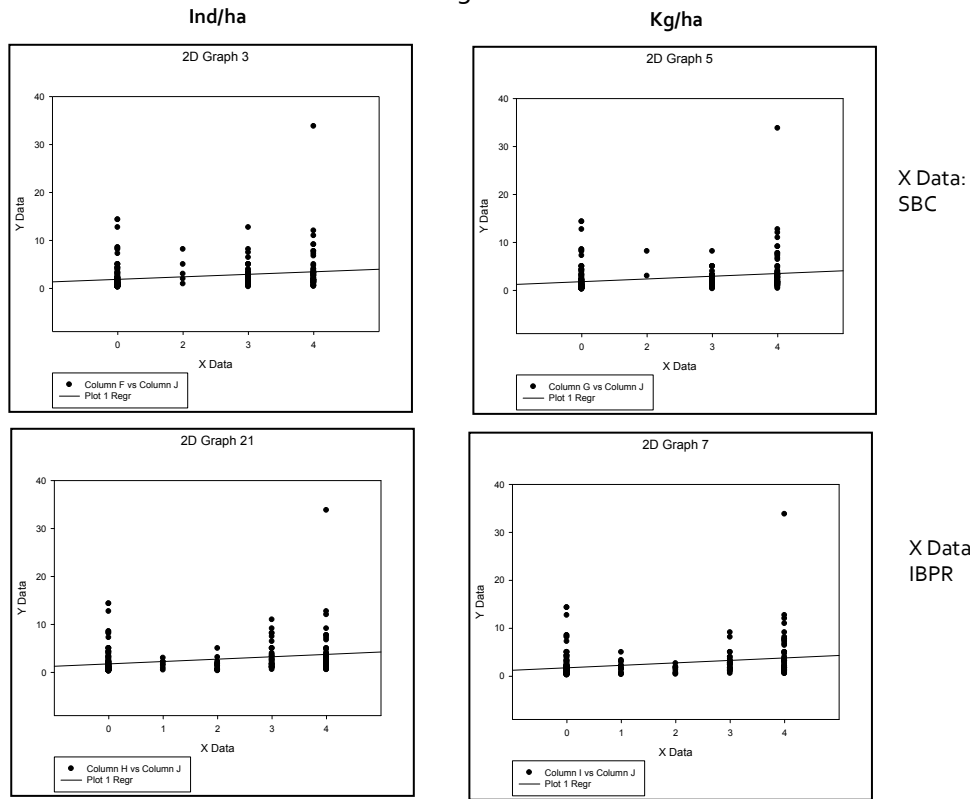 Ind/ha
Kg/ha
2D Graph 3
Y Data
40
30
20
10
0
0 2 3 4
X Data
Column F vs Column J
Plot 1 Regr
2D Graph 5
Y Data
40
30
20
10
0
0 2 3 4
X Data
Column G vs Column J
Plot 1 Regr
X Data:
SBC
2D Graph 21
Y Data
40
30
20
10
0
0 1 2 3 4
X Data
Column H vs Column J
Plot 1 Regr
2D Graph 7
Y Data
40
30
20
10
0
0 1 2 3 4
X Data
Column I vs Column J
Plot 1 Regr
X Data
IBPR